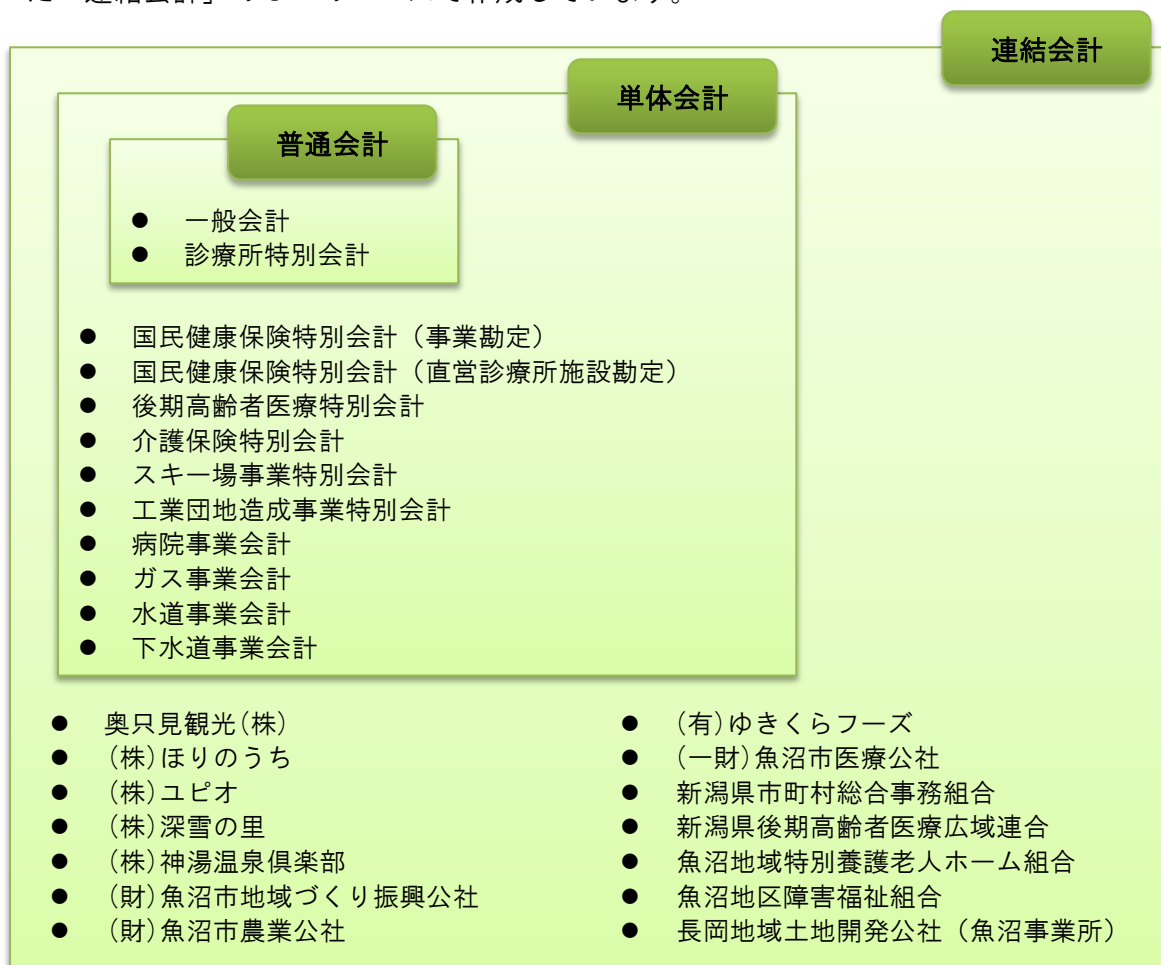 連結会計
単体会計
普通会計
● 一般会計
● 診療所特別会計
● 国民健康保険特別会計（事業勘定）
● 国民健康保険特別会計（直営診療所施設勘定）
● 後期高齢者医療特別会計
● 介護保険特別会計
● スキー場事業特別会計
● 工業団地造成事業特別会計
● 病院事業会計
● ガス事業会計
● 水道事業会計
● 下水道事業会計
● 奥只見観光(株)
● (株)ほりのうち
● (株)ユピオ
● (株)深雪の里
● (株)神湯温泉倶楽部
● (財)魚沼市地域づくり振興公社
● (財)魚沼市農業公社
● (有)ゆきくらフーズ
● (一財)魚沼市医療公社
● 新潟県市町村総合事務組合
● 新潟県後期高齢者医療広域連合
● 魚沼地域特別養護老人ホーム組合
● 魚沼地区障害福祉組合
● 長岡地域土地開発公社（魚沼事業所）